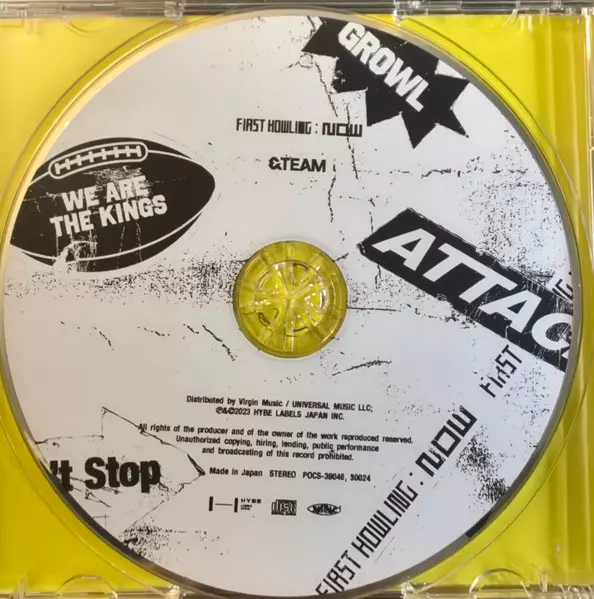 GROWL
FIRST HOWLING : NOW
&TEAM
WE ARE
THE KINGS
ATTAC
FIRST
Distributed by Virgin Music / UNIVERSAL MUSIC LLC;
℗&©2023 HYBE LABELS JAPAN INC.
All rights of the producer and of the owner of the work reproduced reserved.
Unauthorized copying, hiring, lending, public performance
and broadcasting of this record prohibited.
't Stop
Made in Japan STEREO POCS-39046, 30024
HYBE
FIRST HOWLING : NOW